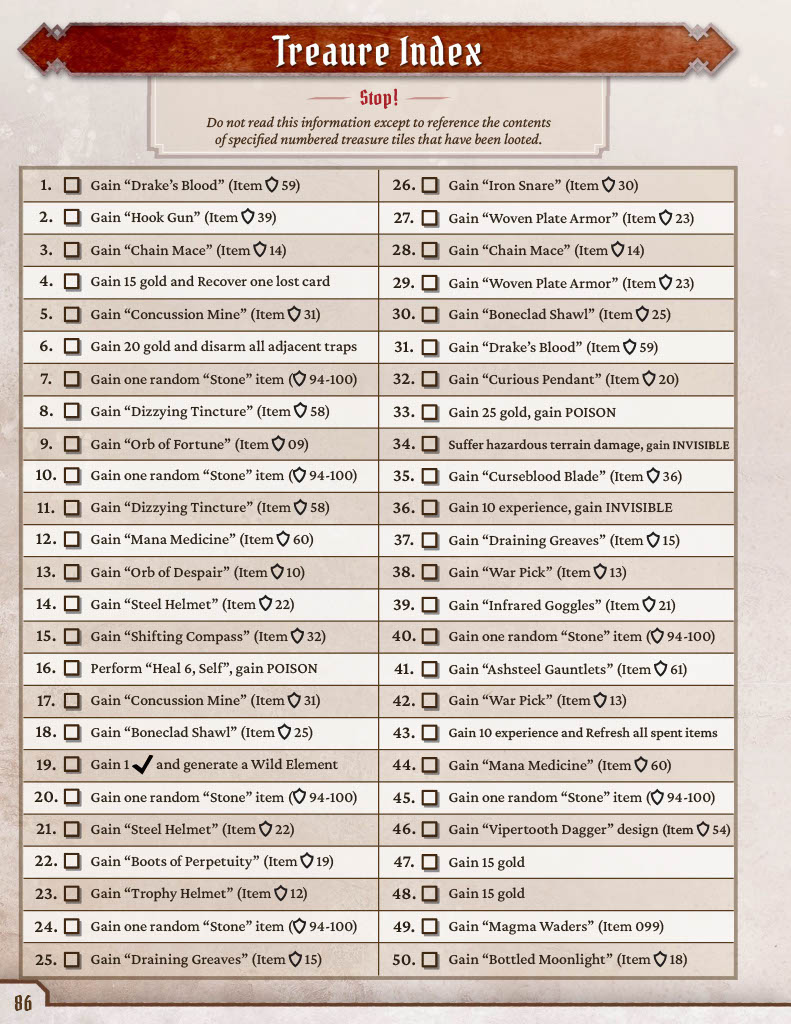 Treaure Index
Stop!
Do not read this information except to reference the contents
of specified numbered treasure tiles that have been looted.
1. Gain “Drake’s Blood” (Item 59)
2. Gain “Hook Gun” (Item 39)
3. Gain “Chain Mace” (Item 14)
4. Gain 15 gold and Recover one lost card
5. Gain “Concussion Mine” (Item 31)
6. Gain 20 gold and disarm all adjacent traps
7. Gain one random “Stone” item (94-100)
8. Gain “Dizzying Tincture” (Item 58)
9. Gain “Orb of Fortune” (Item 09)
10. Gain one random “Stone” item (94-100)
11. Gain “Dizzying Tincture” (Item 58)
12. Gain “Mana Medicine” (Item 60)
13. Gain “Orb of Despair” (Item 10)
14. Gain “Steel Helmet” (Item 22)
15. Gain “Shifting Compass” (Item 32)
16. Perform “Heal 6, Self”, gain POISON
17. Gain “Concussion Mine” (Item 31)
18. Gain “Boneclad Shawl” (Item 25)
19. Gain 1 ✔ and generate a Wild Element
20. Gain one random “Stone” item (94-100)
21. Gain “Steel Helmet” (Item 22)
22. Gain “Boots of Perpetuity” (Item 19)
23. Gain “Trophy Helmet” (Item 12)
24. Gain one random “Stone” item (94-100)
25. Gain “Draining Greaves” (Item 15)
26. Gain “Iron Snare” (Item 30)
27. Gain “Woven Plate Armor” (Item 23)
28. Gain “Chain Mace” (Item 14)
29. Gain “Woven Plate Armor” (Item 23)
30. Gain “Boneclad Shawl” (Item 25)
31. Gain “Drake’s Blood” (Item 59)
32. Gain “Curious Pendant” (Item 20)
33. Gain 25 gold, gain POISON
34. Suffer hazardous terrain damage, gain INVISIBLE
35. Gain “Curseblood Blade” (Item 36)
36. Gain 10 experience, gain INVISIBLE
37. Gain “Draining Greaves” (Item 15)
38. Gain “War Pick” (Item 13)
39. Gain “Infrared Goggles” (Item 21)
40. Gain one random “Stone” item (94-100)
41. Gain “Ashsteel Gauntlets” (Item 61)
42. Gain “War Pick” (Item 13)
43. Gain 10 experience and Refresh all spent items
44. Gain “Mana Medicine” (Item 60)
45. Gain one random “Stone” item (94-100)
46. Gain “Vipertooth Dagger” design (Item 54)
47. Gain 15 gold
48. Gain 15 gold
49. Gain “Magma Waders” (Item 099)
50. Gain “Bottled Moonlight” (Item 18)
86